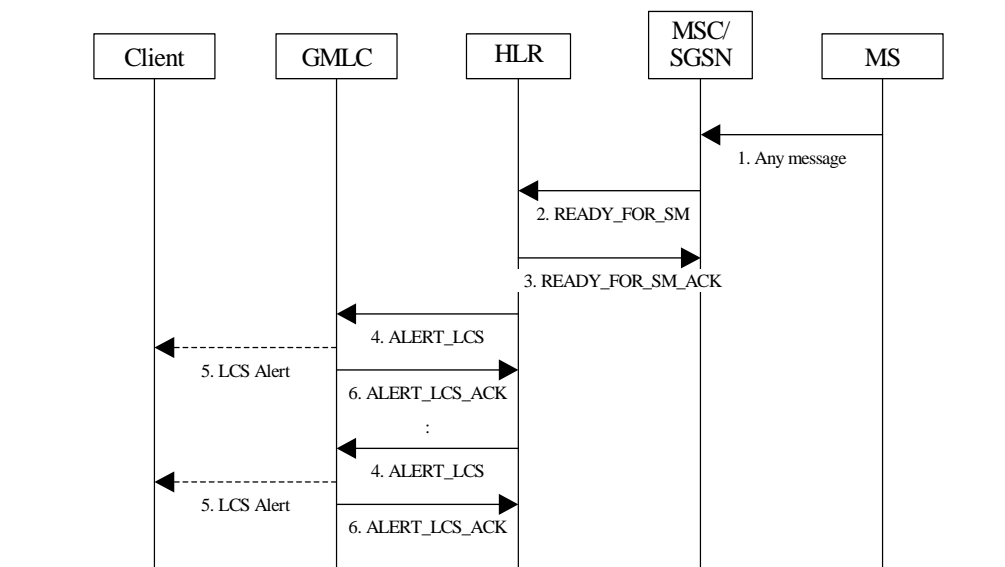 Client
GMLC
HLR
MSC/
SGSN
MS
1. Any message
2. READY_FOR_SM
3. READY_FOR_SM_ACK
4. ALERT_LCS
5. LCS Alert
6. ALERT_LCS_ACK
:
4. ALERT_LCS
5. LCS Alert
6. ALERT_LCS_ACK